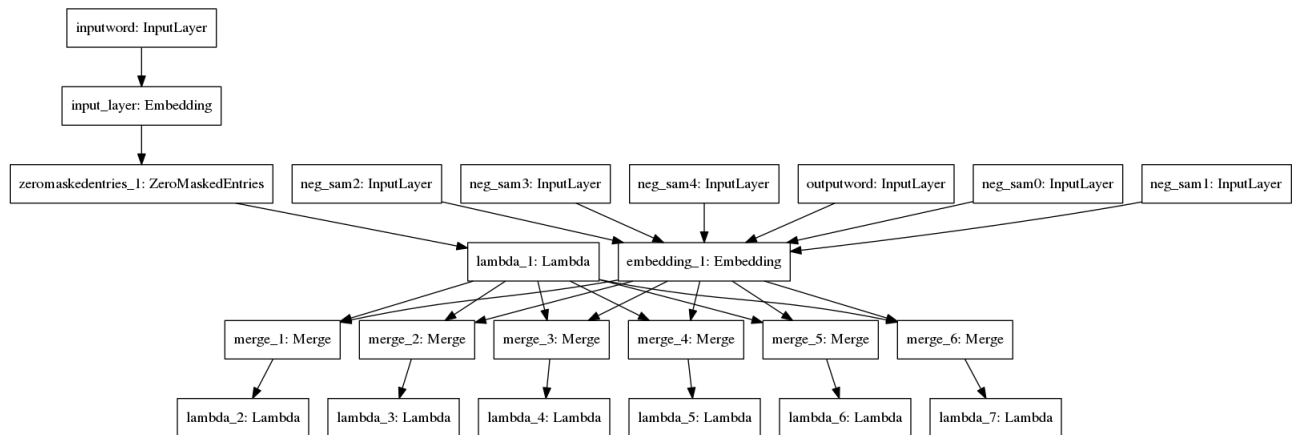 inputword: InputLayer
input_layer: Embedding
zeromaskedentries_1: ZeroMaskedEntries
neg_sam2: InputLayer
neg_sam3: InputLayer
neg_sam4: InputLayer
outputword: InputLayer
neg_sam0: InputLayer
neg_sam1: InputLayer
lambda_1: Lambda
embedding_1: Embedding
merge_1: Merge
merge_2: Merge
merge_3: Merge
merge_4: Merge
merge_5: Merge
merge_6: Merge
lambda_2: Lambda
lambda_3: Lambda
lambda_4: Lambda
lambda_5: Lambda
lambda_6: Lambda
lambda_7: Lambda